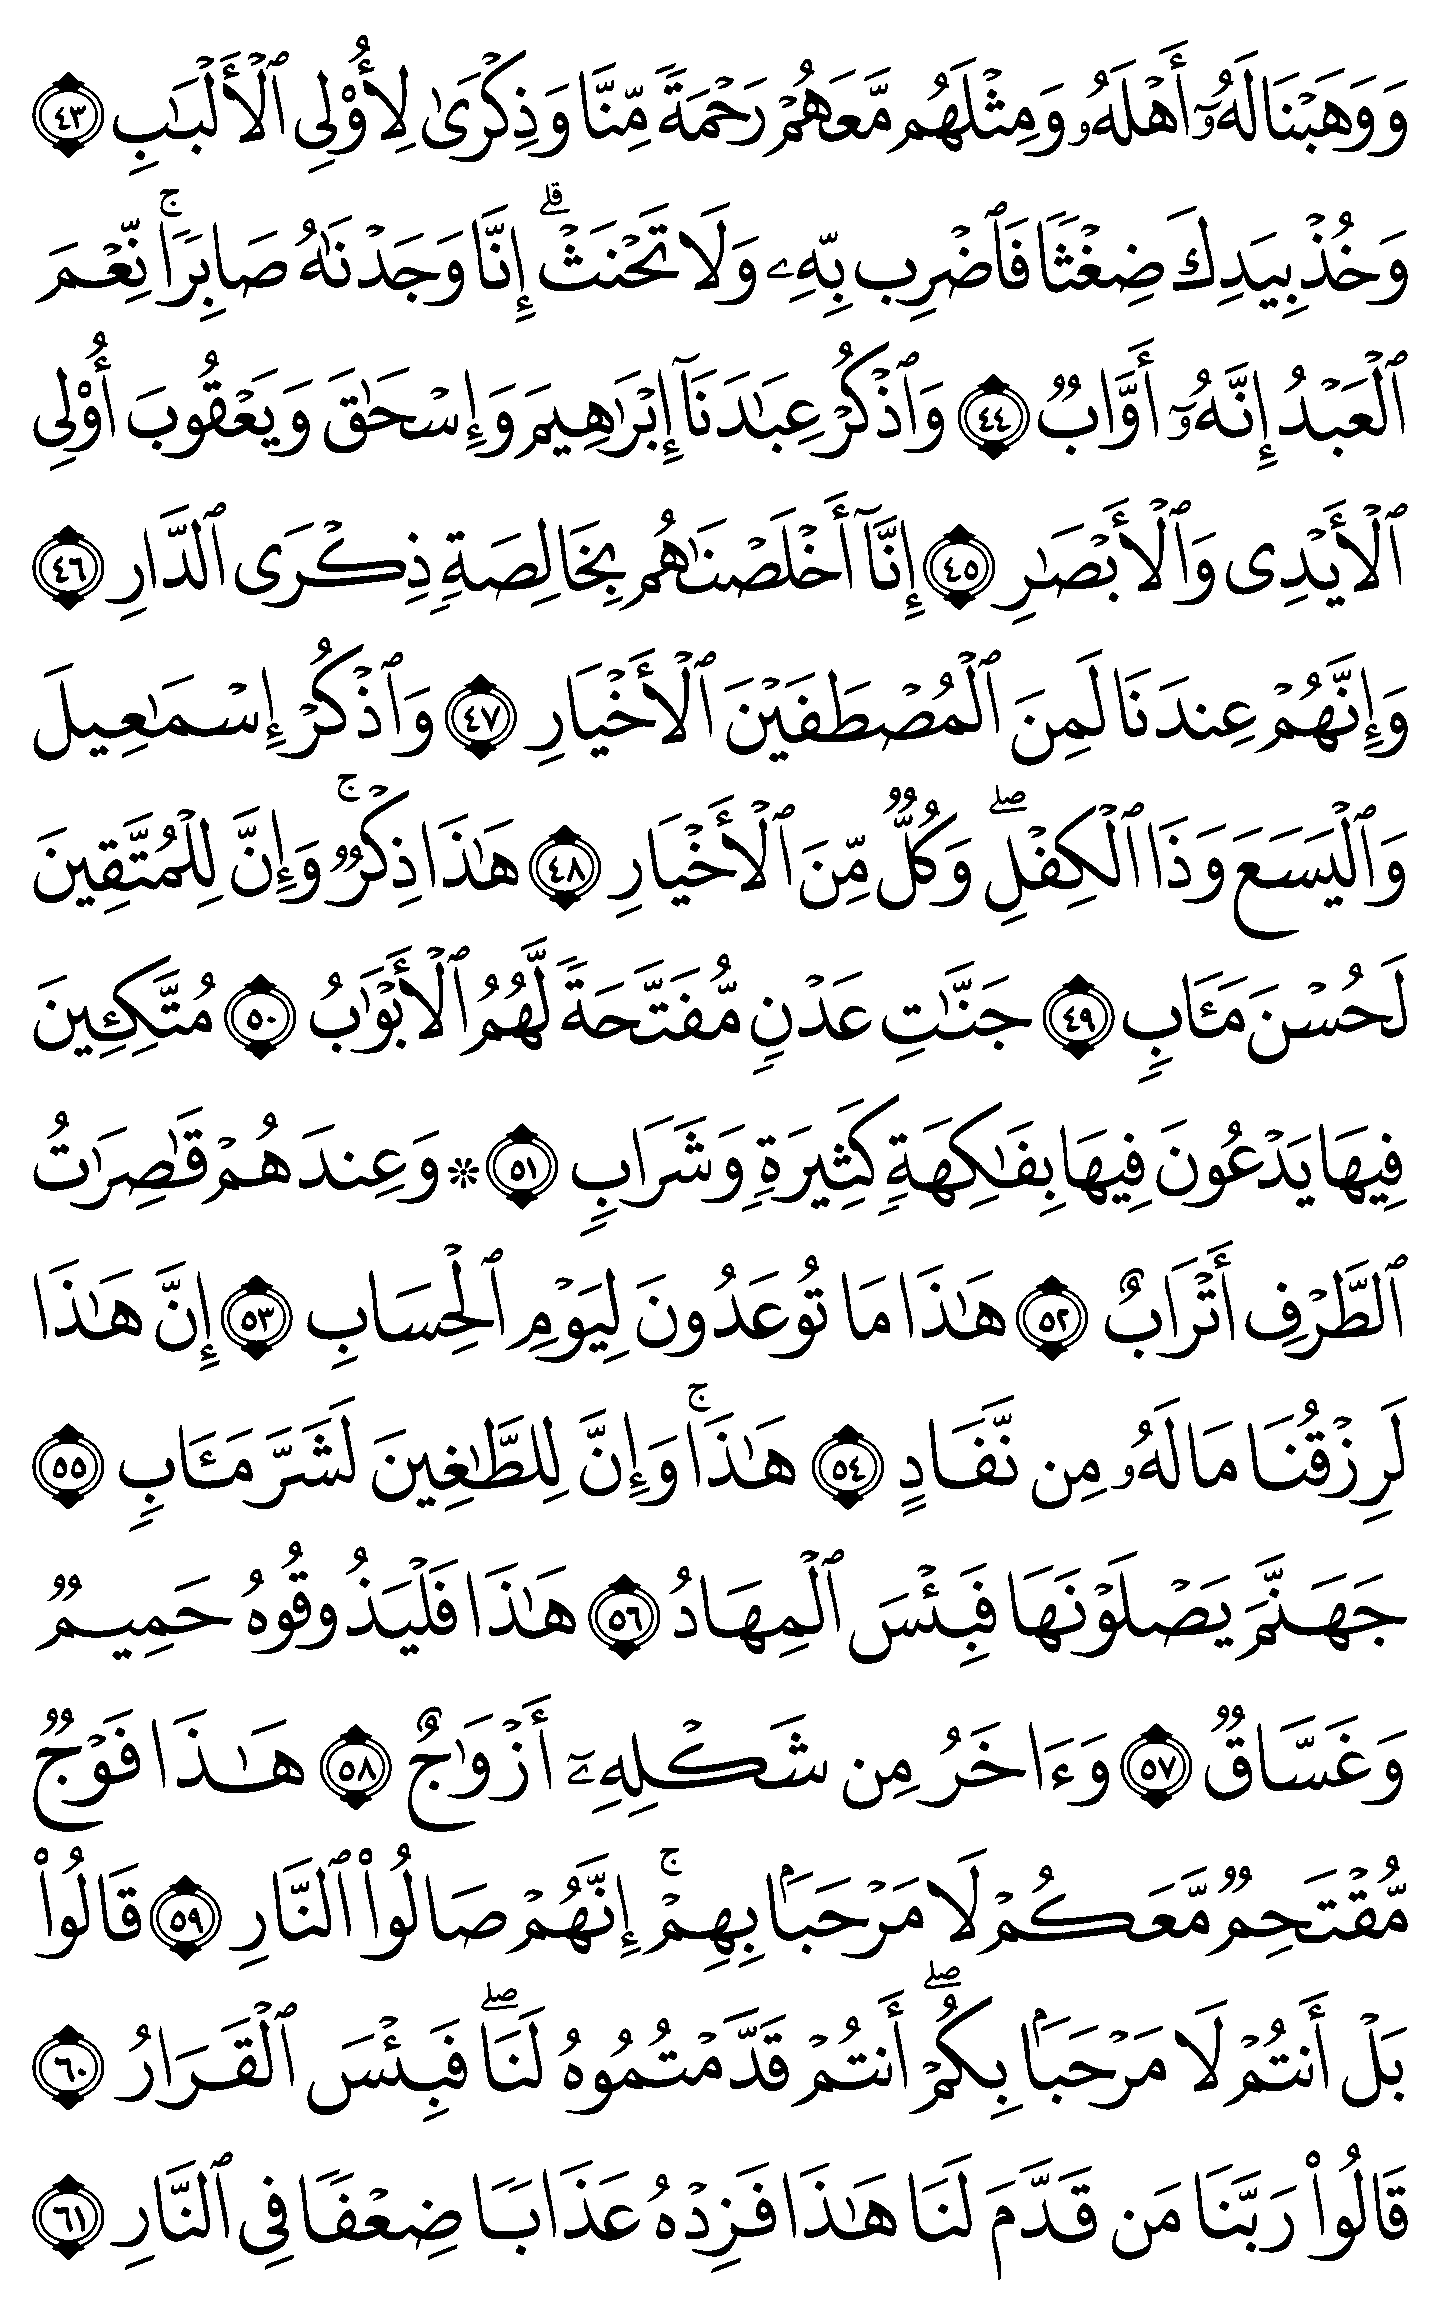 وَوَهَبۡنَا لَهُۥٓ أَهۡلَهُۥ وَمِثۡلَهُم مَّعَهُمۡ رَحۡمَةٗ مِّنَّا وَذِكۡرَىٰ لِأُوْلِي ٱلۡأَلۡبَٰبِ ٤٣
وَخُذۡ بِيَدِكَ ضِغۡثٗا فَٱضۡرِب بِّهِۦ وَلَا تَحۡنَثۡۗ إِنَّا وَجَدۡنَٰهُ صَابِرٗاۚ نِّعۡمَ
ٱلۡعَبۡدُ إِنَّهُۥٓ أَوَّابٞ ٤٤ وَٱذۡكُرۡ عِبَٰدَنَآ إِبۡرَٰهِيمَ وَإِسۡحَٰقَ وَيَعۡقُوبَ أُوْلِي
ٱلۡأَيۡدِي وَٱلۡأَبۡصَٰرِ ٤٥ إِنَّآ أَخۡلَصۡنَٰهُم بِخَالِصَةٖ ذِكۡرَى ٱلدَّارِ ٤٦
وَإِنَّهُمۡ عِندَنَا لَمِنَ ٱلۡمُصۡطَفَيۡنَ ٱلۡأَخۡيَارِ ٤٧ وَٱذۡكُرۡ إِسۡمَٰعِيلَ
وَٱلۡيَسَعَ وَذَا ٱلۡكِفۡلِۖ وَكُلّٞ مِّنَ ٱلۡأَخۡيَارِ ٤٨ هَٰذَا ذِكۡرٞۚ وَإِنَّ لِلۡمُتَّقِينَ
لَحُسۡنَ مَـَٔابٖ ٤٩ جَنَّٰتِ عَدۡنٖ مُّفَتَّحَةٗ لَّهُمُ ٱلۡأَبۡوَٰبُ ٥٠ مُتَّكِـِٔينَ
فِيهَا يَدۡعُونَ فِيهَا بِفَٰكِهَةٖ كَثِيرَةٖ وَشَرَابٖ ٥١ ۞ وَعِندَهُمۡ قَٰصِرَٰتُ
ٱلطَّرۡفِ أَتۡرَابٌ ٥٢ هَٰذَا مَا تُوعَدُونَ لِيَوۡمِ ٱلۡحِسَابِ ٥٣ إِنَّ هَٰذَا
لَرِزۡقُنَا مَا لَهُۥ مِن نَّفَادٍ ٥٤ هَٰذَاۚ وَإِنَّ لِلطَّٰغِينَ لَشَرَّ مَـَٔابٖ ٥٥
جَهَنَّمَ يَصۡلَوۡنَهَا فَبِئۡسَ ٱلۡمِهَادُ ٥٦ هَٰذَا فَلۡيَذُوقُوهُ حَمِيمٞ
وَغَسَّاقٞ ٥٧ وَءَاخَرُ مِن شَكۡلِهِۦٓ أَزۡوَٰجٌ ٥٨ هَٰذَا فَوۡجٞ
مُّقۡتَحِمٞ مَّعَكُمۡ لَا مَرۡحَبَۢا بِهِمۡۚ إِنَّهُمۡ صَالُواْ ٱلنَّارِ ٥٩ قَالُواْ
بَلۡ أَنتُمۡ لَا مَرۡحَبَۢا بِكُمۡۖ أَنتُمۡ قَدَّمۡتُمُوهُ لَنَاۖ فَبِئۡسَ ٱلۡقَرَارُ ٦٠
قَالُواْ رَبَّنَا مَن قَدَّمَ لَنَا هَٰذَا فَزِدۡهُ عَذَابٗا ضِعۡفٗا فِي ٱلنَّارِ ٦١